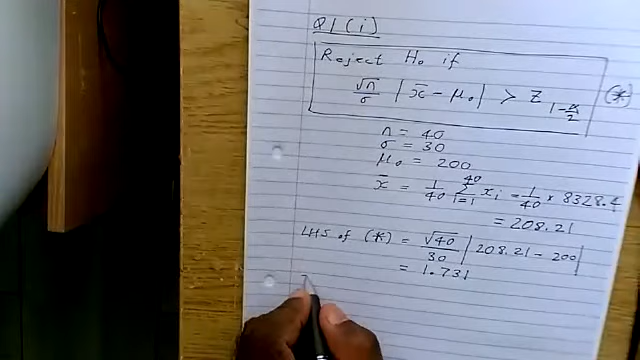 Q1 (i)
Reject H₀ if
√n/σ |x̄ - μ₀| > Z_{1-α/2} (*)
n = 40
σ = 30
μ₀ = 200
x̄ = 1/40 Σ_{i=1}^{40} x_i = 1/40 × 8328.4
= 208.21
LHS of (*) = √40/30 |208.21 - 200|
= 1.731